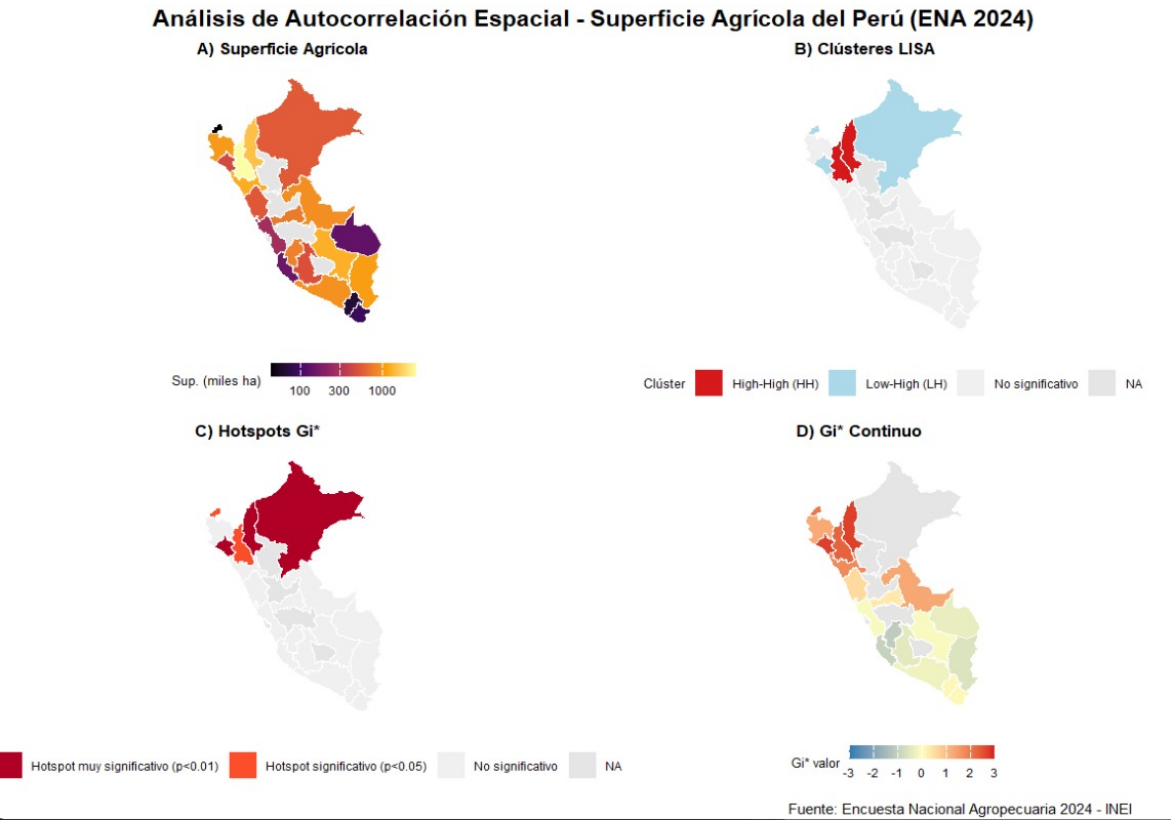 Análisis de Autocorrelación Espacial - Superficie Agrícola del Perú (ENA 2024)
A) Superficie Agrícola
B) Clústeres LISA
Sup. (miles ha)
100 300 1000
Clúster High-High (HH) Low-High (LH) No significativo NA
C) Hotspots Gi*
D) Gi* Continuo
Hotspot muy significativo (p<0.01) Hotspot significativo (p<0.05) No significativo NA
Gi* valor
-3 -2 -1 0 1 2 3
Fuente: Encuesta Nacional Agropecuaria 2024 - INEI